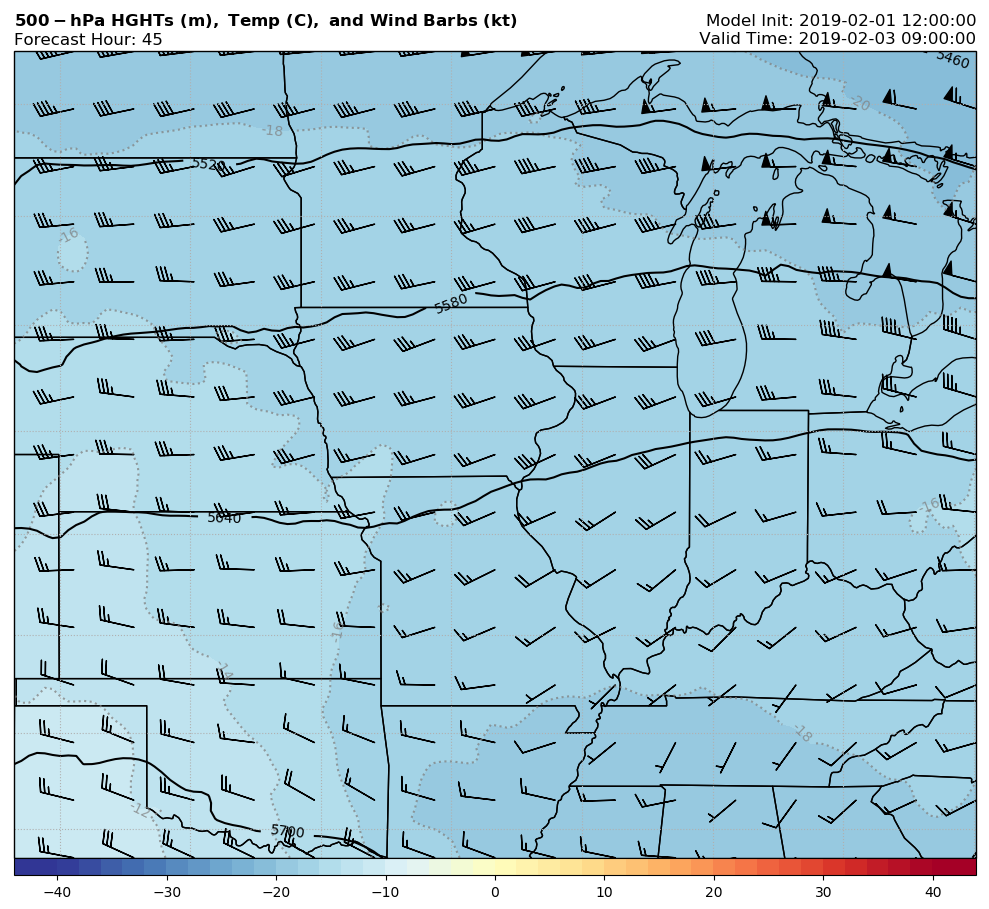 500-hPa HGHTs (m), Temp (C), and Wind Barbs (kt)
Model Init: 2019-02-01 12:00:00
Forecast Hour: 45
Valid Time: 2019-02-03 09:00:00
5460
-20
-18
5520
-16
5580
-16
5640
-16
-14
-18
-12
5700
−40 −30 −20 −10 0 10 20 30 40